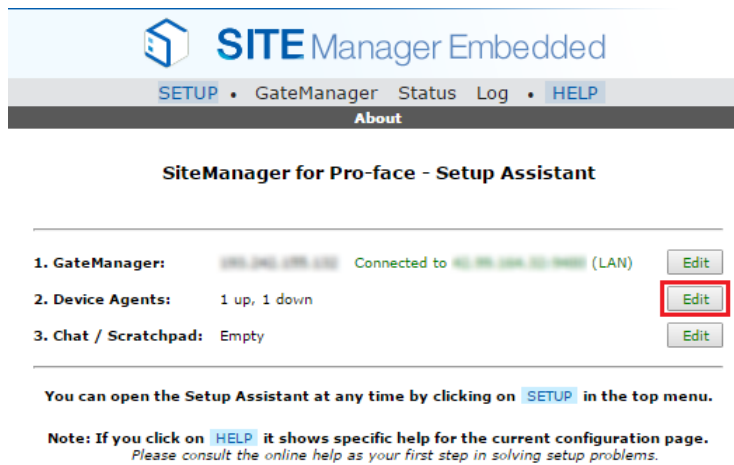 SITE Manager Embedded
SETUP • GateManager Status Log • HELP
About
SiteManager for Pro-face - Setup Assistant
1. GateManager: Connected to (LAN) Edit
2. Device Agents: 1 up, 1 down Edit
3. Chat / Scratchpad: Empty Edit
You can open the Setup Assistant at any time by clicking on SETUP in the top menu.
Note: If you click on HELP it shows specific help for the current configuration page.
Please consult the online help as your first step in solving setup problems.